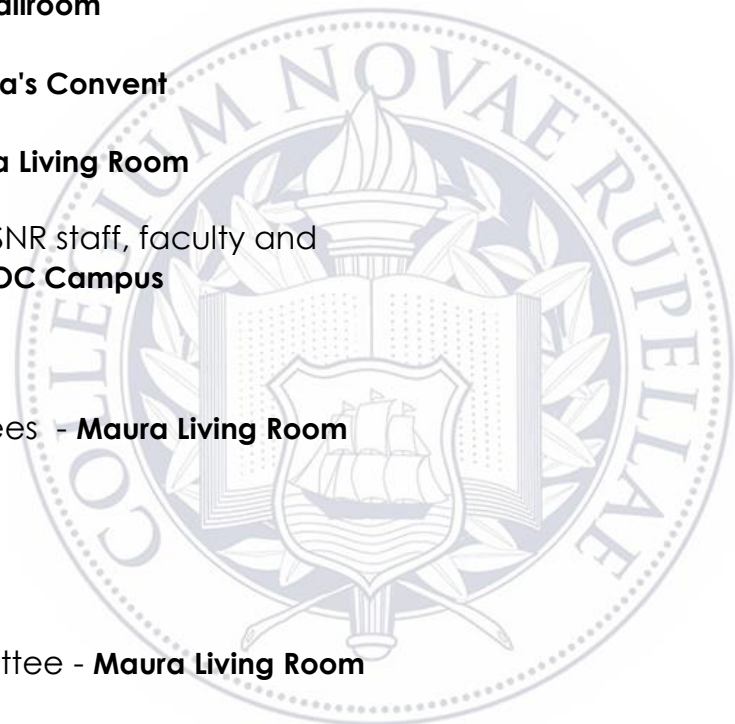 allroom
a's Convent
a Living Room
SNR staff, faculty and
DC Campus
ees - Maura Living Room
ttee - Maura Living Room
COLLEGIUM NOVAE RUPELLAE